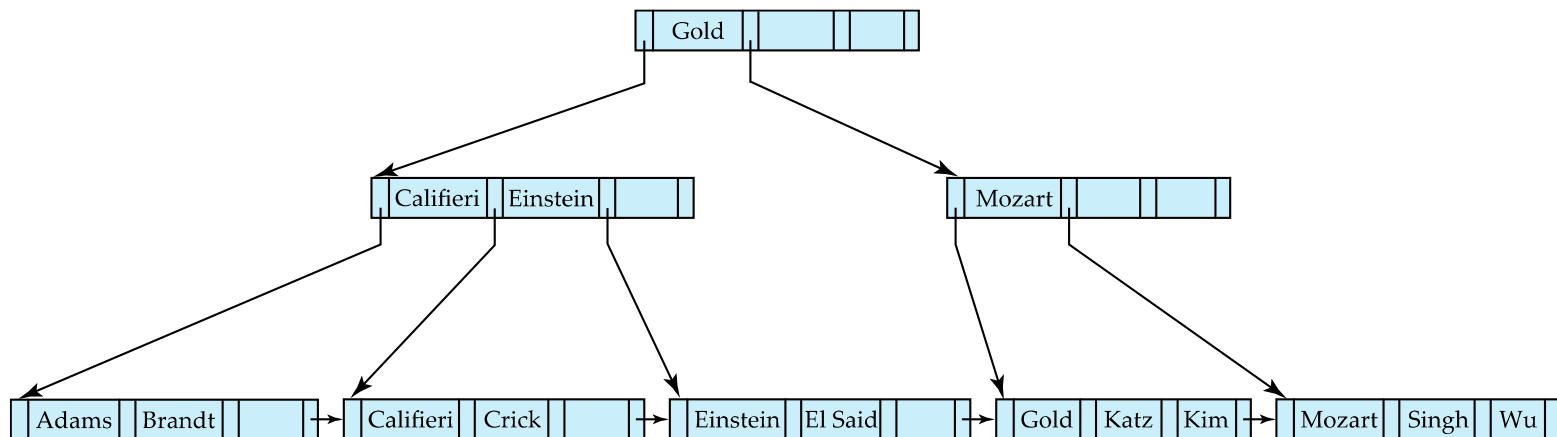 Gold
Califieri Einstein Mozart
Adams Brandt Califieri Crick Einstein El Said Gold Katz Kim Mozart Singh Wu